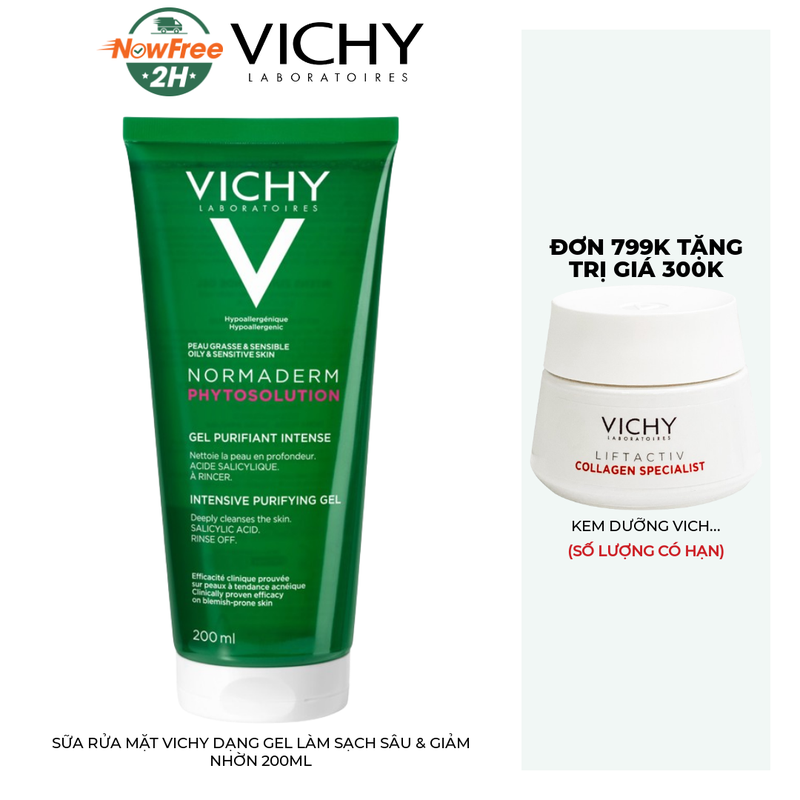 NowFree
2H
VICHY
LABORATOIRES
VICHY
LABORATOIRES
Hypoallergénique
Hypoallergenic
PEAU GRASSE & SENSIBLE
OILY & SENSITIVE SKIN
NORMADERM
PHYTOSOLUTION
GEL PURIFIANT INTENSE
Nettoie la peau en profondeur.
ACIDE SALICYLIQUE.
À RINCER.
INTENSIVE PURIFYING GEL
Deeply cleanses the skin.
SALICYLIC ACID.
RINSE OFF.
Efficacité clinique prouvée
sur peaux à tendance acnéique
Clinically proven efficacy
on blemish-prone skin
200 ml
SỮA RỬA MẶT VICHY DẠNG GEL LÀM SẠCH SÂU & GIẢM
NHỜN 200ML
ĐƠN 799K TẶNG
TRỊ GIÁ 300K
VICHY
LABORATOIRES
LIFTACTIV
COLLAGEN SPECIALIST
KEM DƯỠNG VICH...
(SỐ LƯỢNG CÓ HẠN)